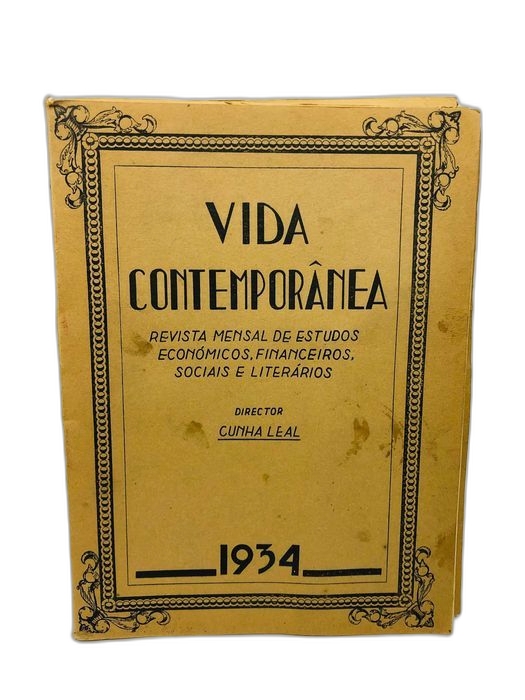 VIDA
CONTEMPORÂNEA
REVISTA MENSAL DE ESTUDOS
ECONÓMICOS, FINANCEIROS,
SOCIAIS E LITERÁRIOS
DIRECTOR
CUNHA LEAL
1934